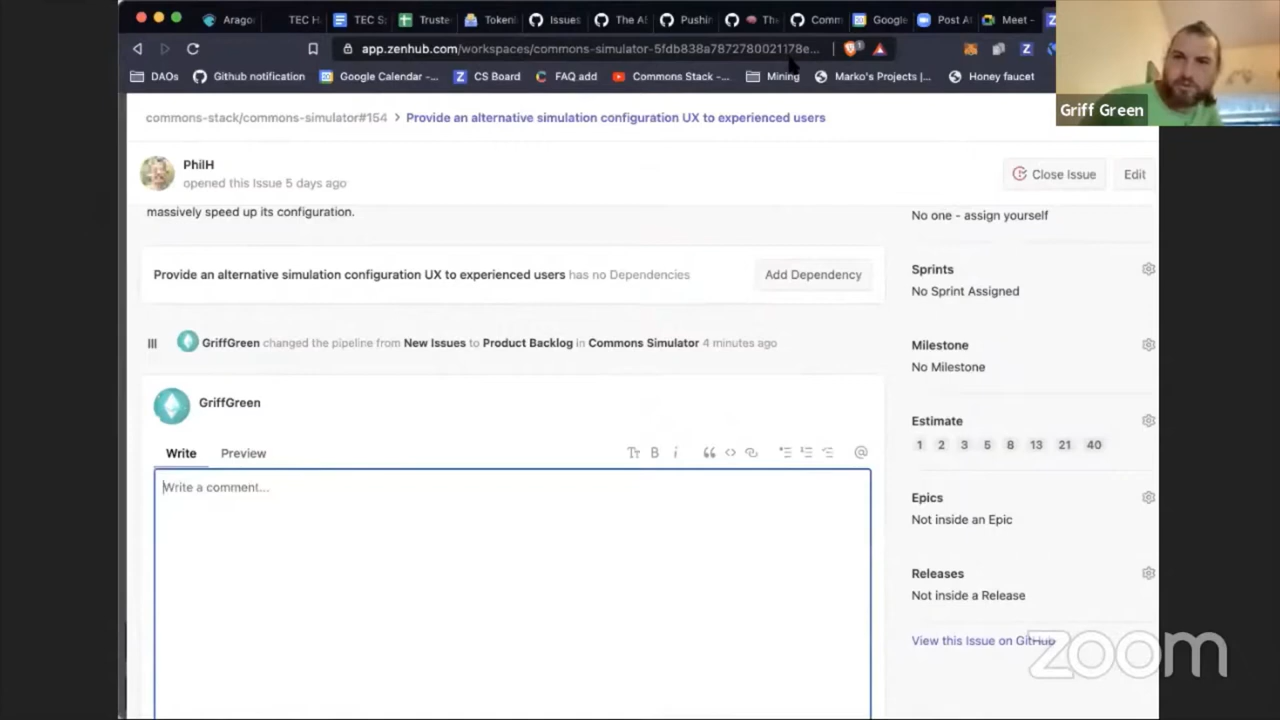 Aragon
TEC H
TEC S
Truste
Tokeni
Issues
The AE
Pushin
The
Comm
Google
Post A
Meet -
app.zenhub.com/workspaces/commons-simulator-5fdb838a7872780021178e...
DAOs
Github notification
Google Calendar -...
CS Board
FAQ add
Commons Stack -...
Mining
Marko's Projects |...
Honey faucet
Griff Green
commons-stack/commons-simulator#154 > Provide an alternative simulation configuration UX to experienced users
PhilH
opened this Issue 5 days ago
Close Issue
Edit
massively speed up its configuration.
No one - assign yourself
Provide an alternative simulation configuration UX to experienced users has no Dependencies
Add Dependency
Sprints
No Sprint Assigned
GriffGreen changed the pipeline from New Issues to Product Backlog in Commons Simulator 4 minutes ago
Milestone
No Milestone
GriffGreen
Estimate
1 2 3 5 8 13 21 40
Write
Preview
Write a comment...
Epics
Not inside an Epic
Releases
Not inside a Release
View this Issue on GitHub
zoom